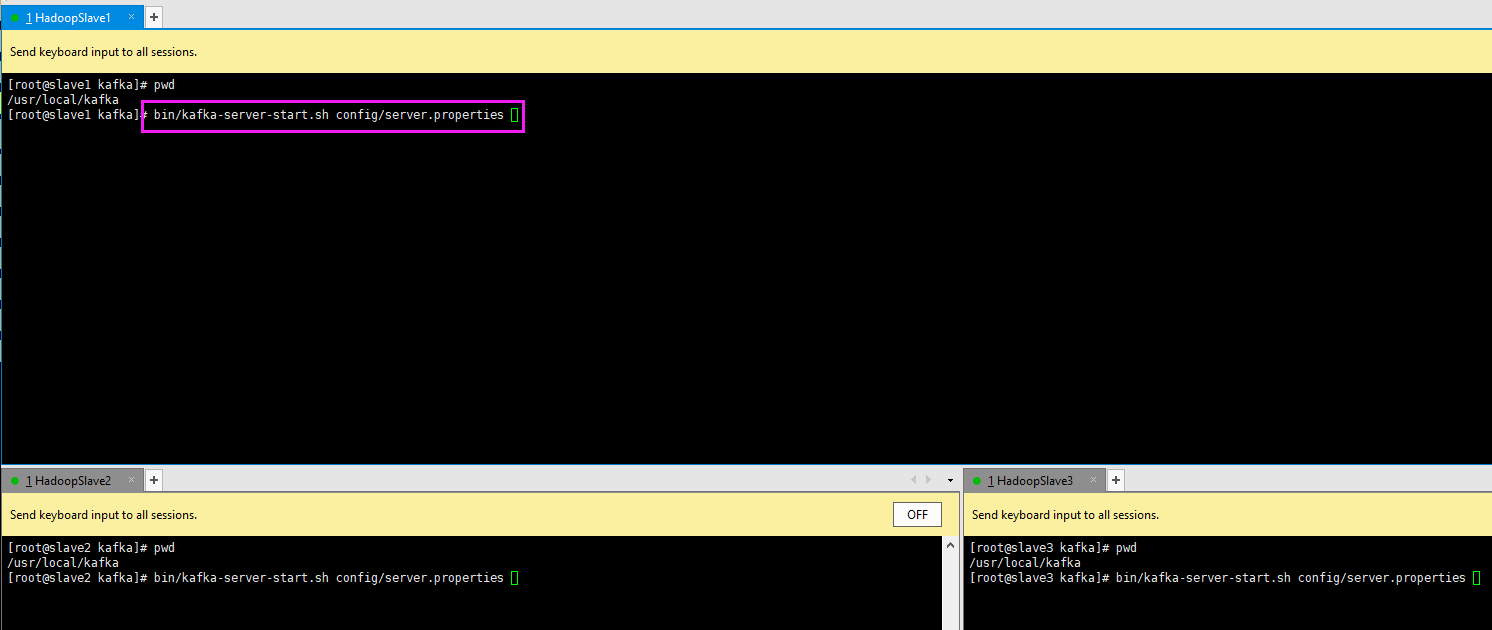 1 HadoopSlave1 × +
Send keyboard input to all sessions.
[root@slave1 kafka]# pwd
/usr/local/kafka
[root@slave1 kafka]# bin/kafka-server-start.sh config/server.properties
1 HadoopSlave2 × +
Send keyboard input to all sessions. OFF
[root@slave2 kafka]# pwd
/usr/local/kafka
[root@slave2 kafka]# bin/kafka-server-start.sh config/server.properties
1 HadoopSlave3 × +
Send keyboard input to all sessions.
[root@slave3 kafka]# pwd
/usr/local/kafka
[root@slave3 kafka]# bin/kafka-server-start.sh config/server.properties